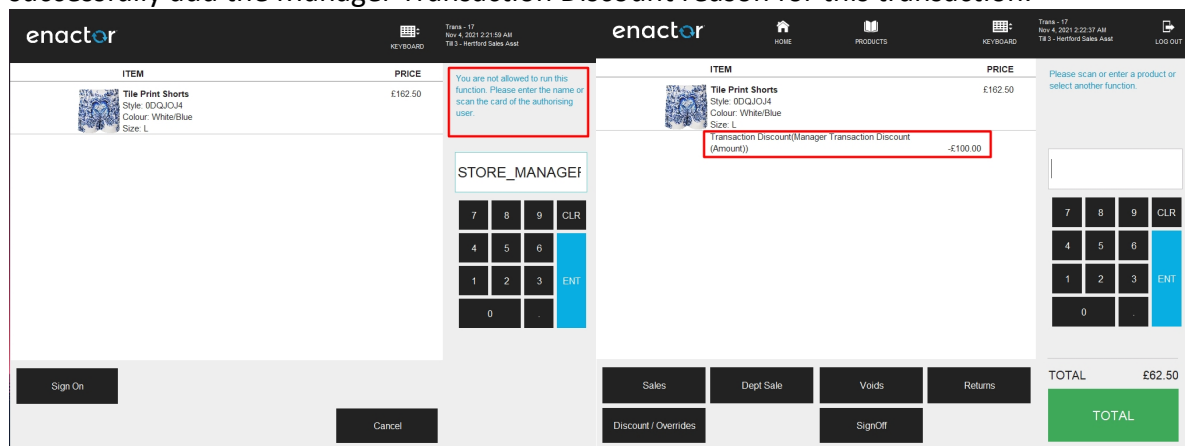 successfully add the Manager Transaction Discount reason for this transaction.
enactor
KEYBOARD
Trans - 17
Nov 4, 2021 2:21:59 AM
Till 3 - Hertford Sales Asst
ITEM
PRICE
Tile Print Shorts
£162.50
Style: 0DQJOJ4
Colour: White/Blue
Size: L
You are not allowed to run this
function. Please enter the name or
scan the card of the authorising
user.
STORE_MANAGER
7 8 9 CLR
4 5 6
1 2 3 ENT
0 .
Sign On
Cancel
enactor
HOME
PRODUCTS
KEYBOARD
Trans - 17
Nov 4, 2021 2:22:37 AM
Till 3 - Hertford Sales Asst
LOG OUT
ITEM
PRICE
Tile Print Shorts
£162.50
Style: 0DQJOJ4
Colour: White/Blue
Size: L
Transaction Discount(Manager Transaction Discount
(Amount))
-£100.00
Please scan or enter a product or
select another function.
7 8 9 CLR
4 5 6
1 2 3 ENT
0 .
TOTAL £62.50
TOTAL
Sales
Dept Sale
Voids
Returns
Discount / Overrides
SignOff